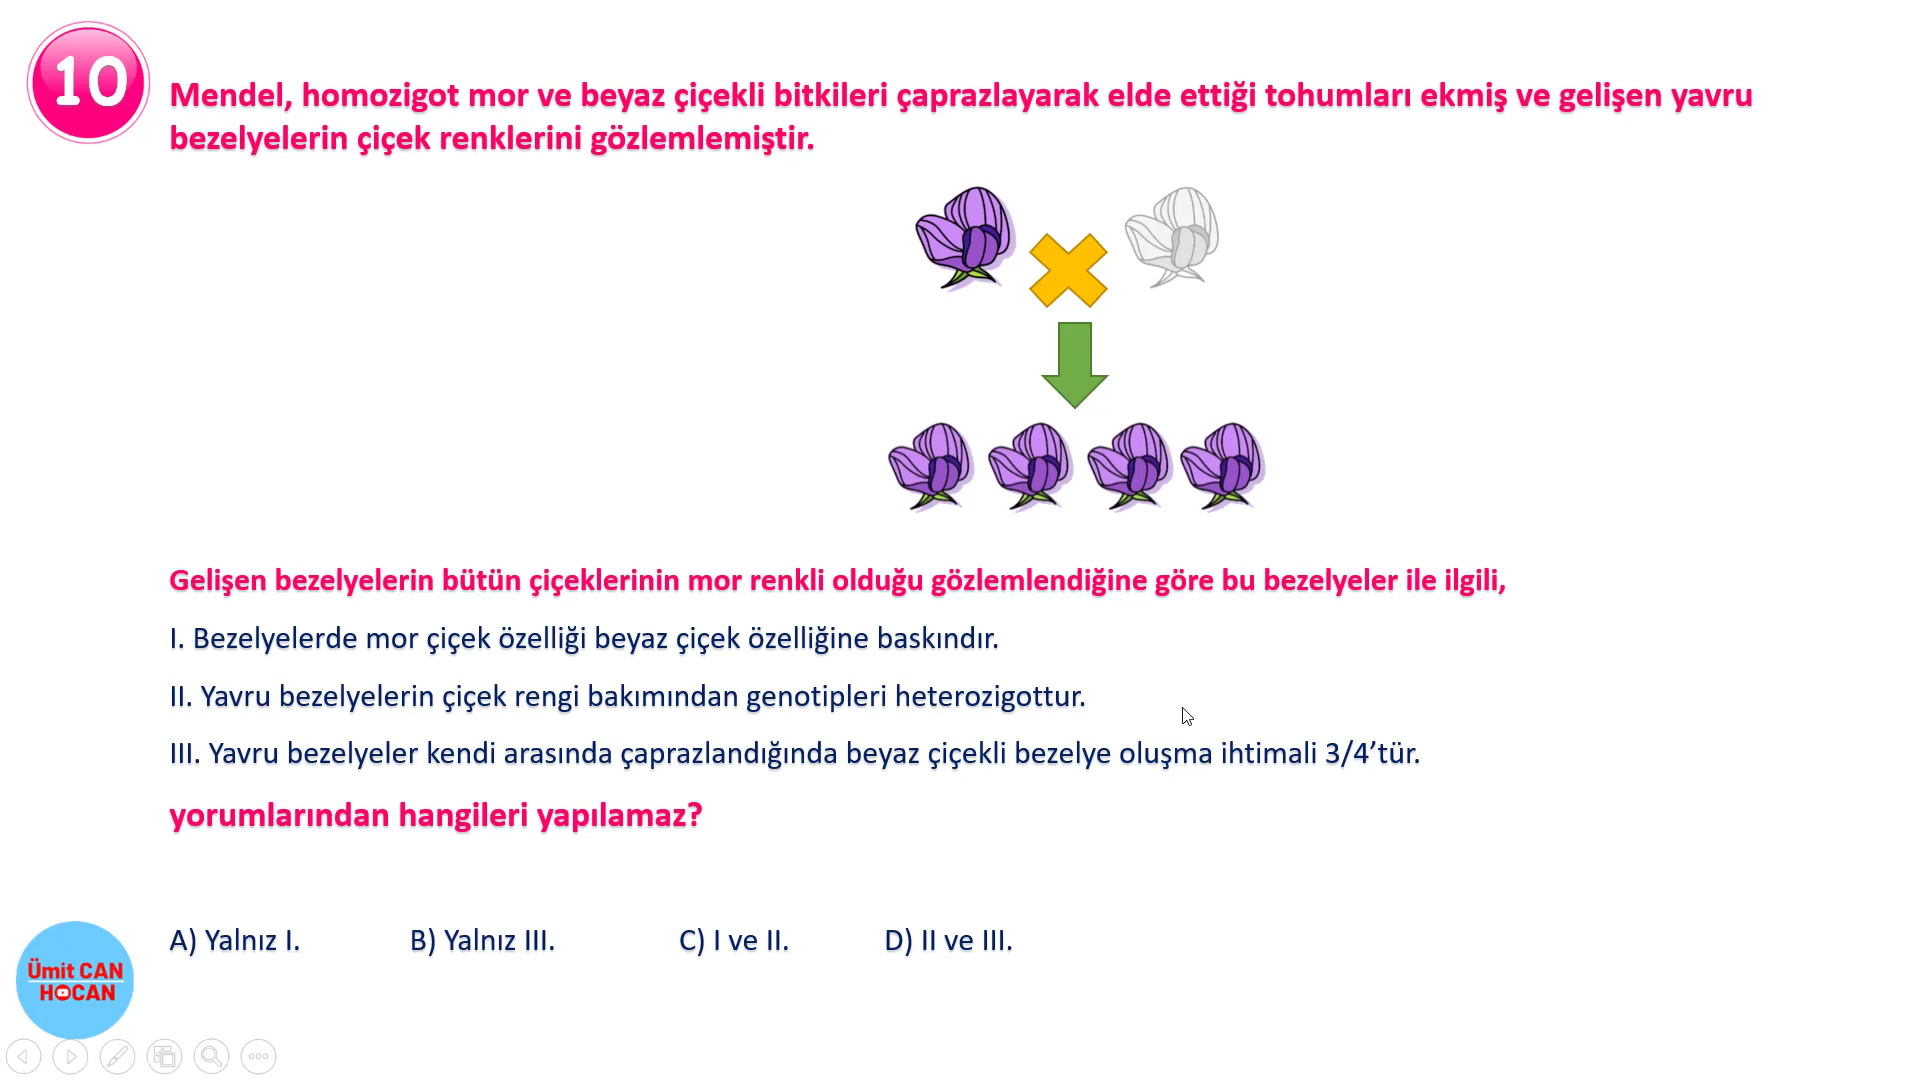 10
Mendel, homozigot mor ve beyaz çiçekli bitkileri çaprazlayarak elde ettiği tohumları ekmiş ve gelişen yavru
bezelyelerin çiçek renklerini gözlemlemiştir.
Gelişen bezelyelerin bütün çiçeklerinin mor renkli olduğu gözlemlendiğine göre bu bezelyeler ile ilgili,
I. Bezelyelerde mor çiçek özelliği beyaz çiçek özelliğine baskındır.
II. Yavru bezelyelerin çiçek rengi bakımından genotipleri heterozigottur.
III. Yavru bezelyeler kendi arasında çaprazlandığında beyaz çiçekli bezelye oluşma ihtimali 3/4’tür.
yorumlarından hangileri yapılamaz?
A) Yalnız I. B) Yalnız III. C) I ve II. D) II ve III.
Ümit CAN
HOCAN